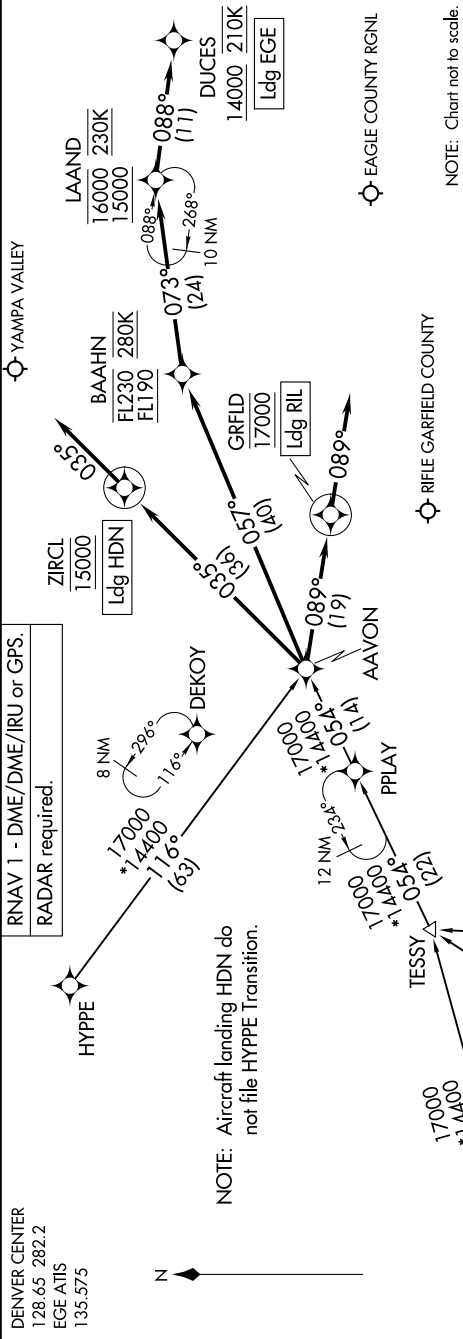 DENVER CENTER
128.65 282.2
EGE ATIS
135.575
RNAV 1 - DME/DME/IRU or GPS.
RADAR required.
YAMPA VALLEY
HYPPE
17000
*14400
116°
(63)
8 NM
296°
116°
DEKOY
ZIRCL
15000
Ldg HDN
035°
035°
(36)
BAAHN
FL230 280K
FL190
057°
(40)
LAAND
16000 230K
15000
088°
268°
10 NM
073°
(24)
088°
(11)
DUCES
14000 210K
Ldg EGE
NOTE: Aircraft landing HDN do
not file HYPPE Transition.
N
GRFLD
17000
Ldg RIL
089°
(19)
089°
AAVON
17000
*14400
054°
(14)
PPLAY
12 NM
234°
17000
*14400
054°
(22)
TESSY
17000
*14400
EAGLE COUNTY RGNL
RIFLE GARFIELD COUNTY
NOTE: Chart not to scale.